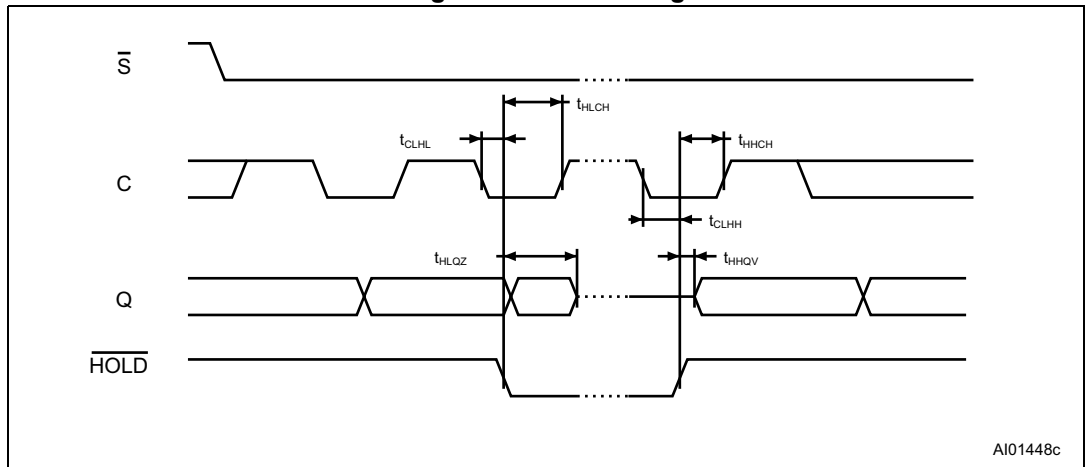 S
tHLCH
tCLHL
tHHCH
C
tCLHH
tHLQZ
tHHQV
Q
HOLD
AI01448c